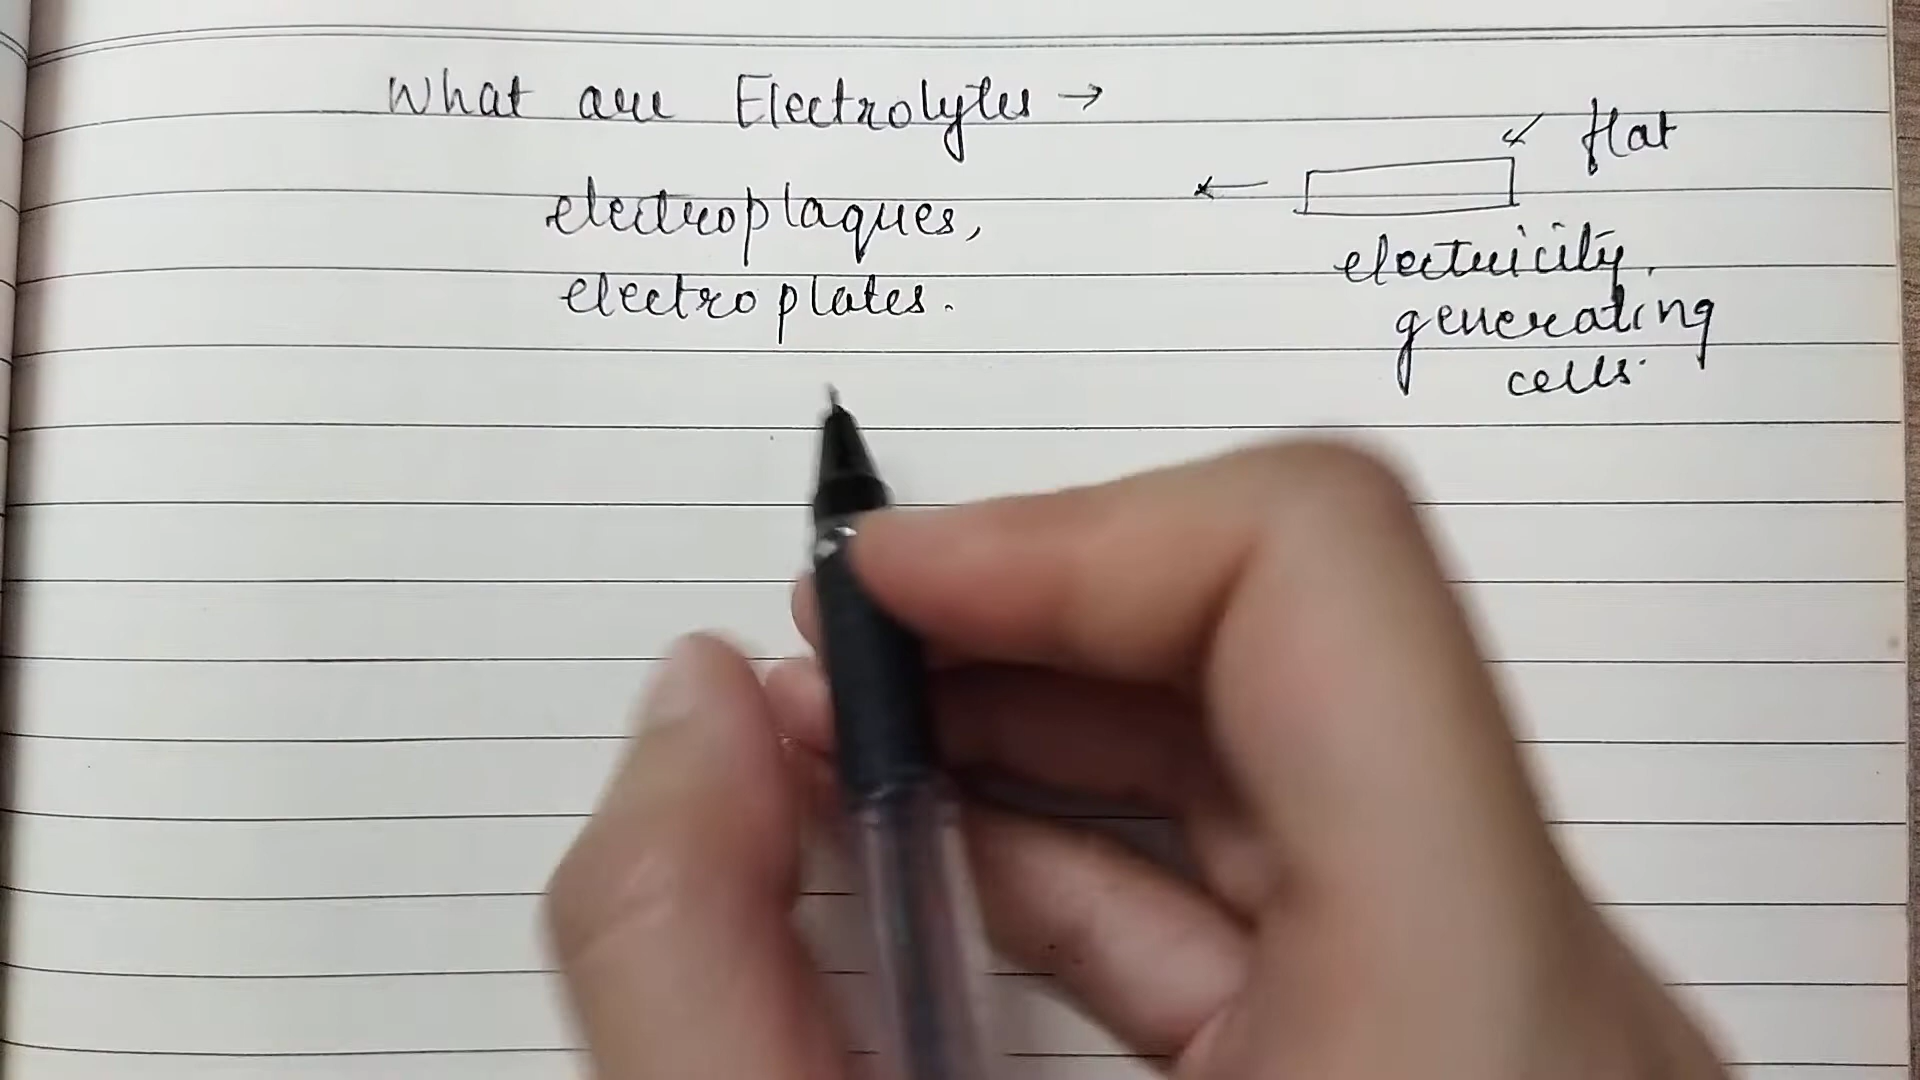 What are Electrolytes →
electroplaques,
electroplates.
flat
electricity.
generating
cells.